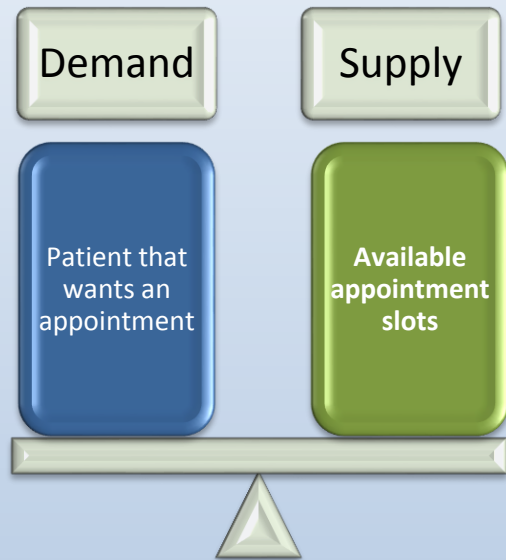 Demand
Supply
Patient that
wants an
appointment
Available
appointment
slots